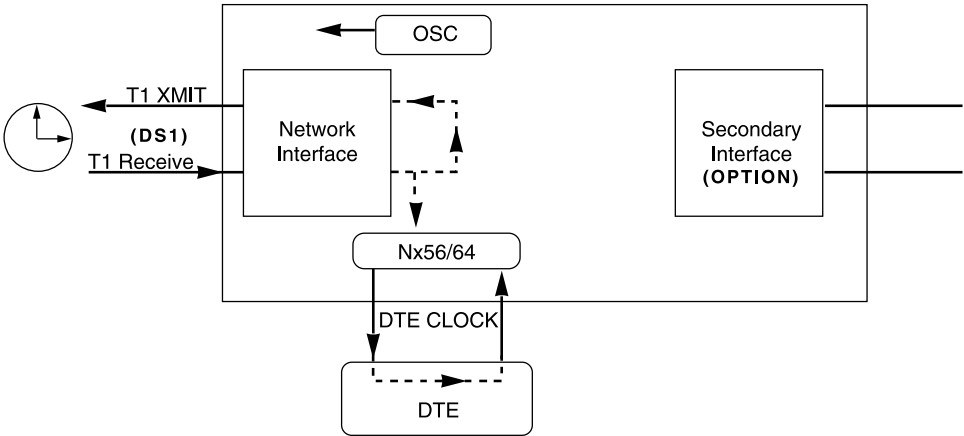 OSC
T1 XMIT
(DS1)
T1 Receive
Network
Interface
Secondary
Interface
(OPTION)
Nx56/64
DTE CLOCK
DTE